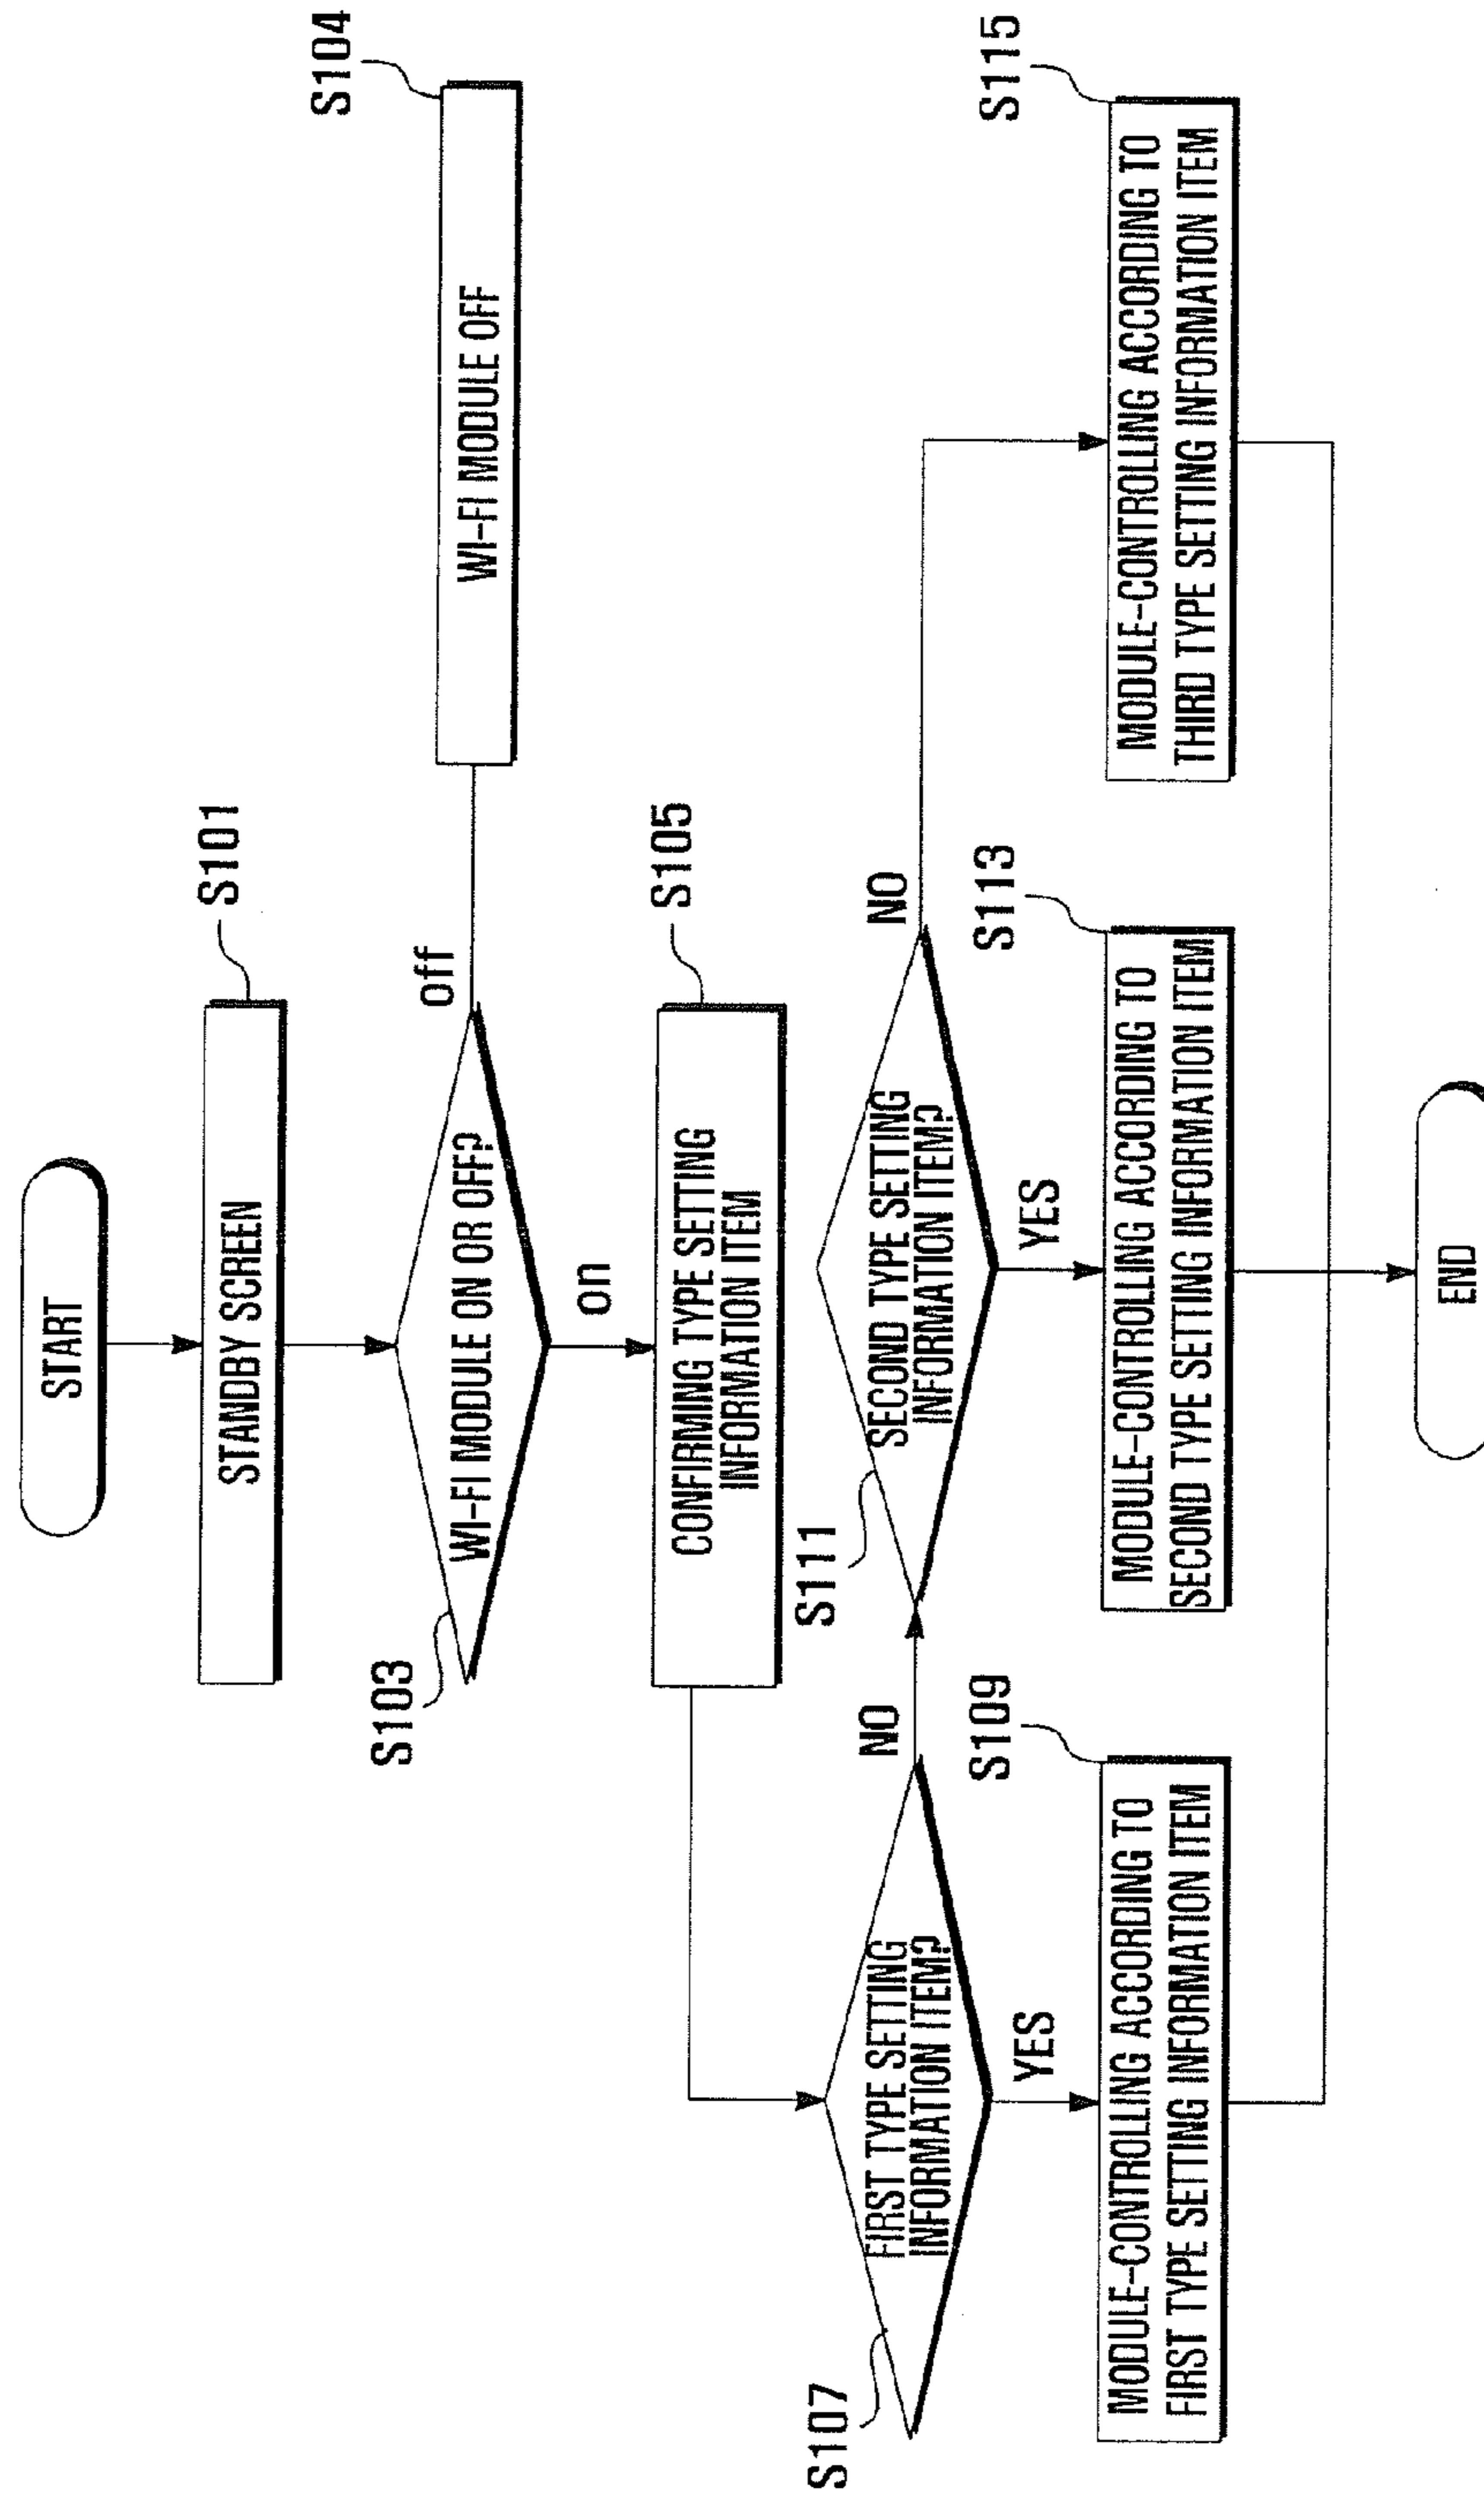 START
STANDBY SCREEN
S101
S103
WI-FI MODULE ON OR OFF?
off
WI-FI MODULE OFF
S104
on
CONFIRMING TYPE SETTING
INFORMATION ITEM
S105
S107
FIRST TYPE SETTING
INFORMATION ITEM?
NO
S111
SECOND TYPE SETTING
INFORMATION ITEM?
NO
YES
YES
S109
MODULE-CONTROLLING ACCORDING TO
FIRST TYPE SETTING INFORMATION ITEM
S113
MODULE-CONTROLLING ACCORDING TO
SECOND TYPE SETTING INFORMATION ITEM
S115
MODULE-CONTROLLING ACCORDING TO
THIRD TYPE SETTING INFORMATION ITEM
END